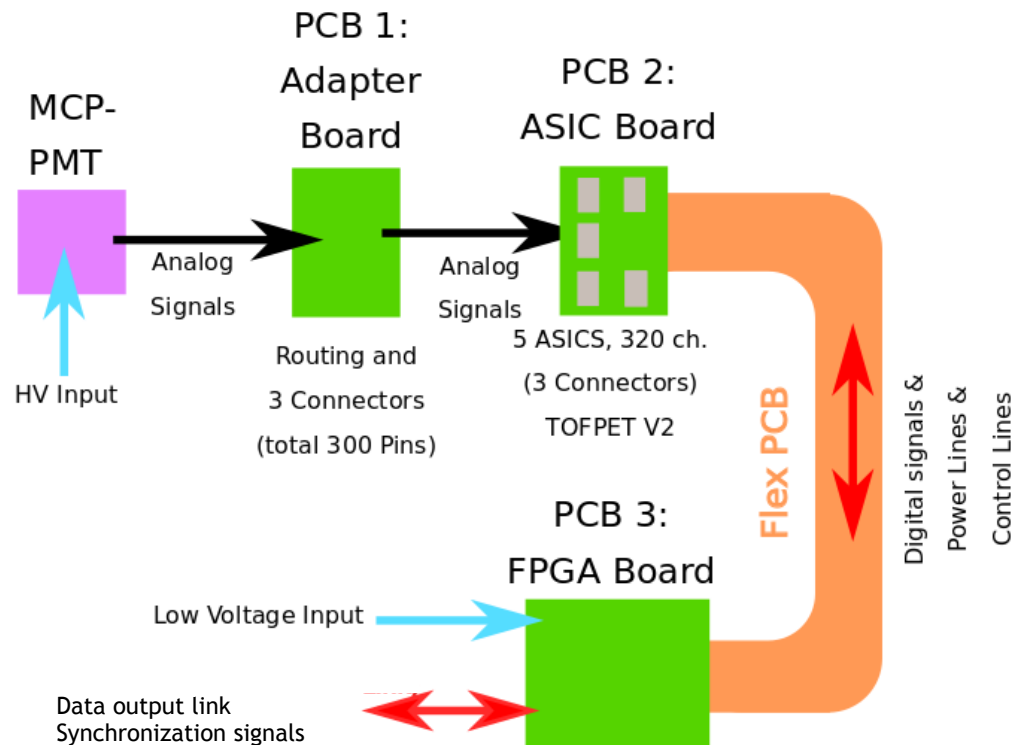 PCB 1:
Adapter
Board
PCB 2:
ASIC Board
MCP-
PMT
Analog
Signals
Analog
Signals
HV Input
Routing and
3 Connectors
(total 300 Pins)
5 ASICS, 320 ch.
(3 Connectors)
TOFPET V2
Flex PCB
Digital signals &
Power Lines &
Control Lines
PCB 3:
FPGA Board
Low Voltage Input
Data output link
Synchronization signals